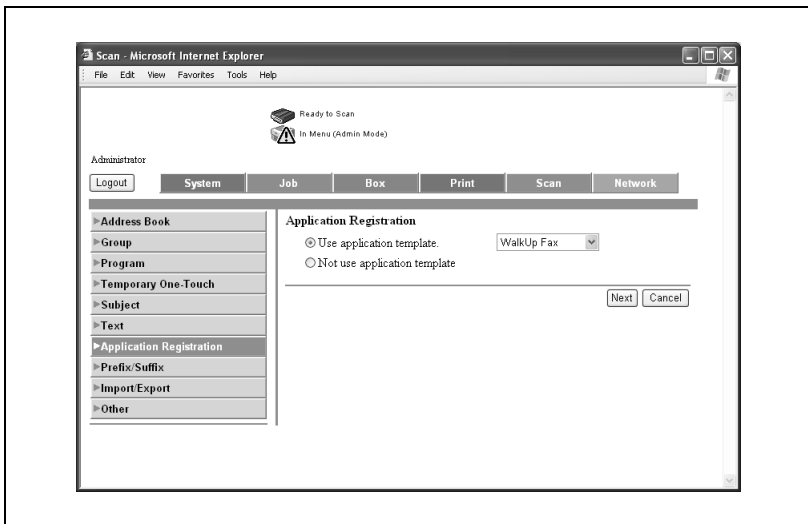 Scan - Microsoft Internet Explorer
File Edit View Favorites Tools Help
Ready to Scan
In Menu (Admin Mode)
Administrator
Logout System Job Box Print Scan Network
Address Book
Group
Program
Temporary One-Touch
Subject
Text
Application Registration
Prefix/Suffix
Import/Export
Other
Application Registration
Use application template. WalkUp Fax
Not use application template
Next Cancel